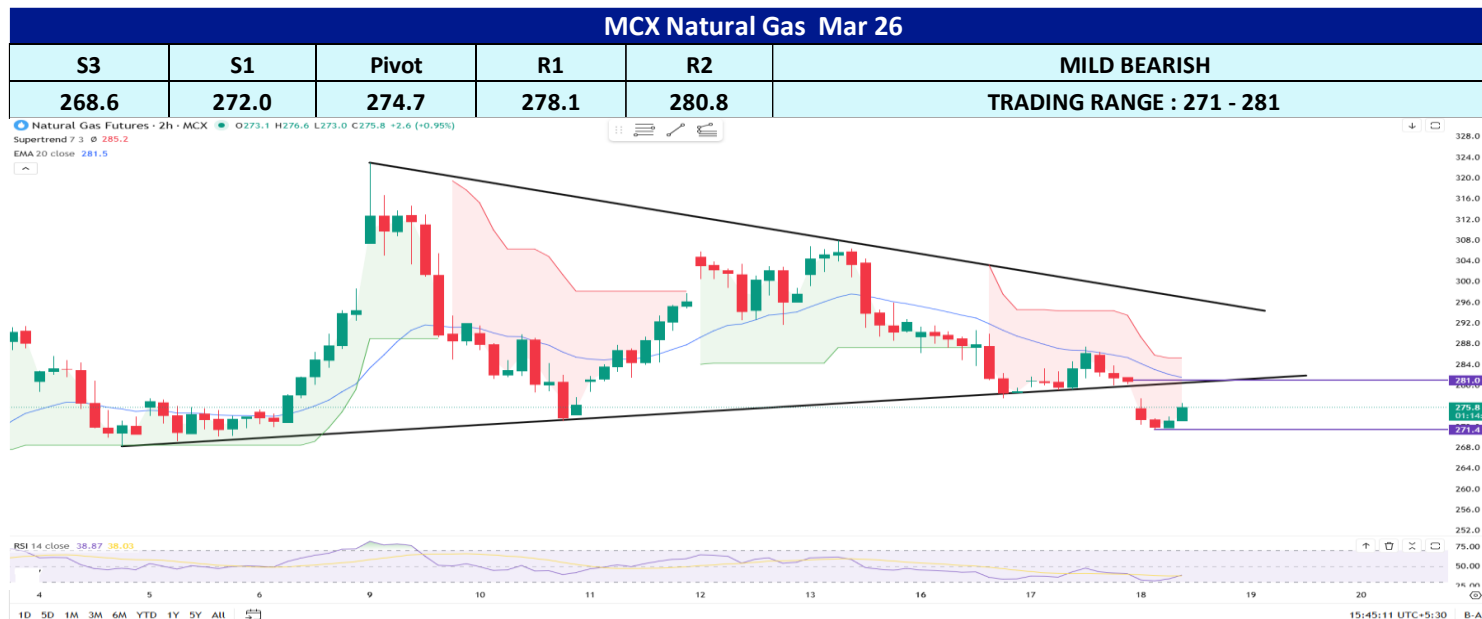 MCX Natural Gas Mar 26
S3 S1 Pivot R1 R2 MILD BEARISH
268.6 272.0 274.7 278.1 280.8 TRADING RANGE : 271 - 281
Natural Gas Futures · 2h · MCX O273.1 H276.6 L273.0 C275.8 +2.6 (+0.95%)
Supertrend 7 3 Ø 285.2
EMA 20 close 281.5
328.0
324.0
320.0
316.0
312.0
308.0
304.0
300.0
296.0
292.0
288.0
284.0
281.0
275.8
01:14
271.4
268.0
264.0
260.0
256.0
252.0
RSI 14 close 38.87 38.03
75.00
50.00
25.00
4 5 6 9 10 11 12 13 16 17 18 19 20
1D 5D 1M 3M 6M YTD 1Y 5Y All 15:45:11 UTC+5:30 B-A